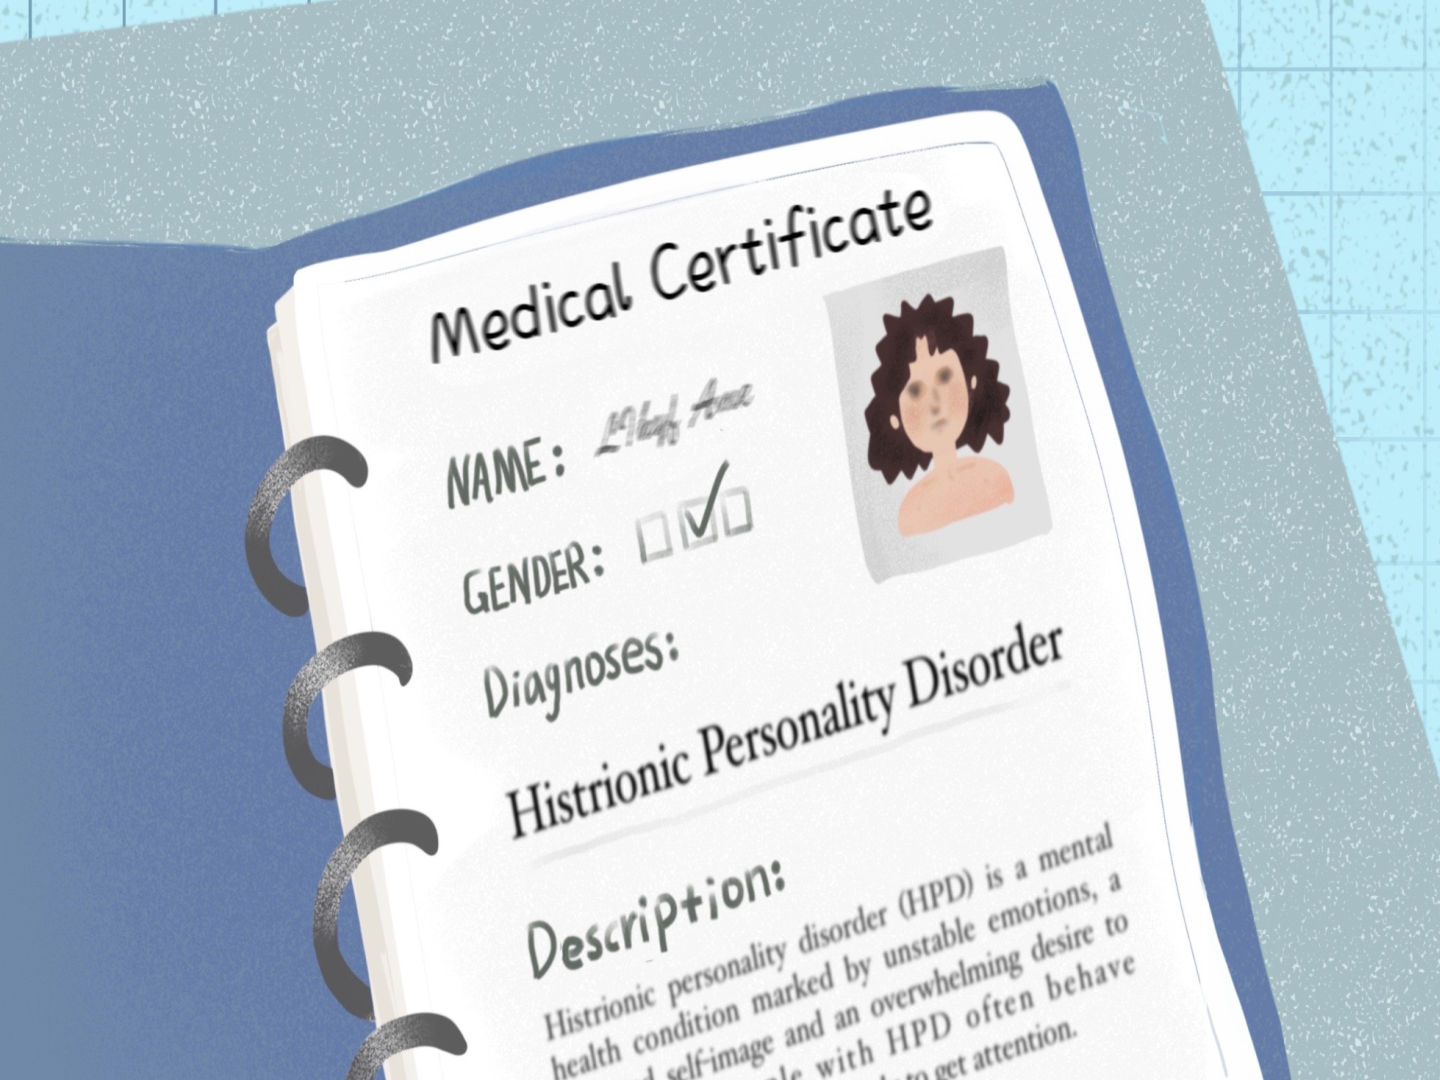 Medical Certificate
NAME:
GENDER:
Diagnoses:
Histrionic Personality Disorder
Description:
Histrionic personality disorder (HPD) is a mental
health condition marked by unstable emotions, a
self-image and an overwhelming desire to
with HPD often behave
to get attention.